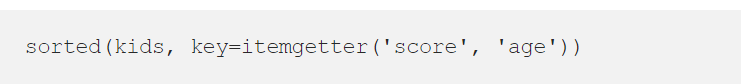 sorted(kids, key=itemgetter('score', 'age'))